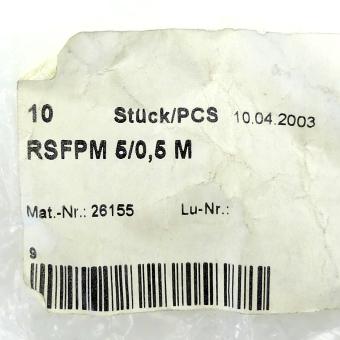 10 Stück/PCS 10.04.2003
RSFPM 5/0,5 M
Mat.-Nr.: 26155 Lu-Nr.:
9